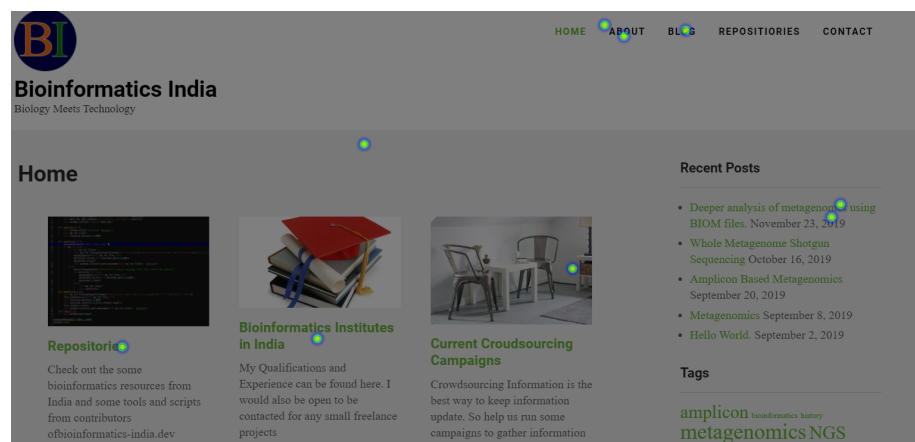 BI
HOME ABOUT BLOG REPOSITIORIES CONTACT
Bioinformatics India
Biology Meets Technology
Home
Repositories
Check out the some
bioinformatics resources from
India and some tools and scripts
from contributors
ofbioinformatics-india.dev
Bioinformatics Institutes
in India
My Qualifications and
Experience can be found here. I
would also be open to be
contacted for any small freelance
projects
Current Croudsourcing
Campaigns
Crowdsourcing Information is the
best way to keep information
update. So help us run some
campaigns to gather information
Recent Posts
Deeper analysis of metagenomes using
BIOM files. November 23, 2019
Whole Metagenome Shotgun
Sequencing October 16, 2019
Amplicon Based Metagenomics
September 20, 2019
Metagenomics September 8, 2019
Hello World. September 2, 2019
Tags
amplicon bioinformatics history
metagenomics NGS